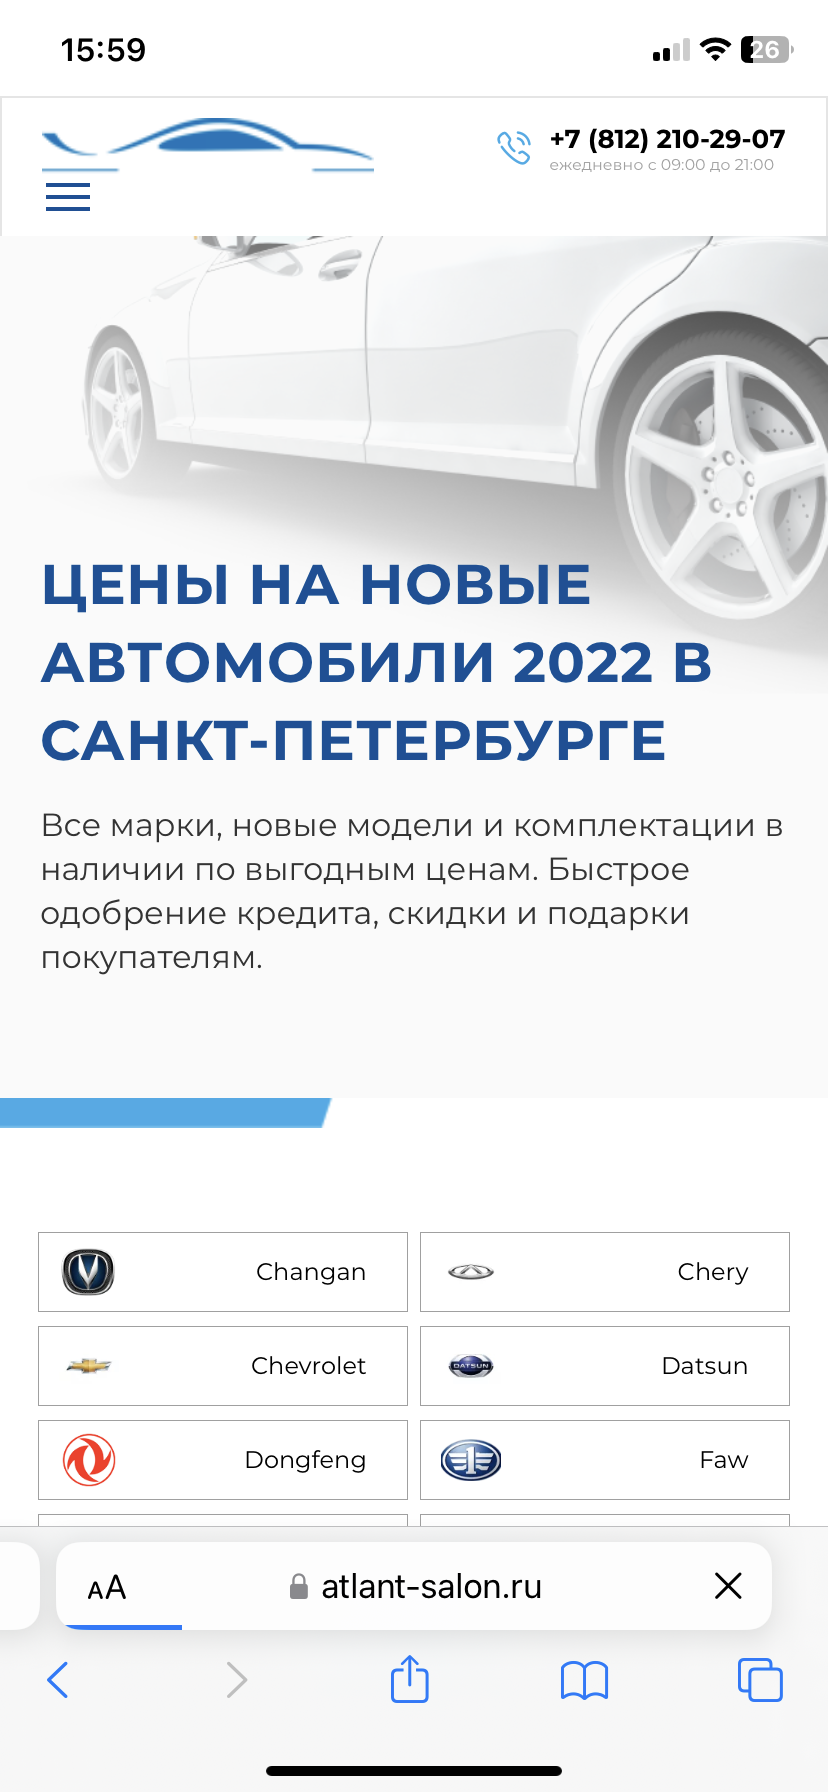 15:59
26
+7 (812) 210-29-07
ежедневно с 09:00 до 21:00
ЦЕНЫ НА НОВЫЕ
АВТОМОБИЛИ 2022 В
САНКТ-ПЕТЕРБУРГЕ
Все марки, новые модели и комплектации в
наличии по выгодным ценам. Быстрое
одобрение кредита, скидки и подарки
покупателям.
Changan
Chery
Chevrolet
DATSUN
Datsun
Dongfeng
Faw
AA
atlant-salon.ru